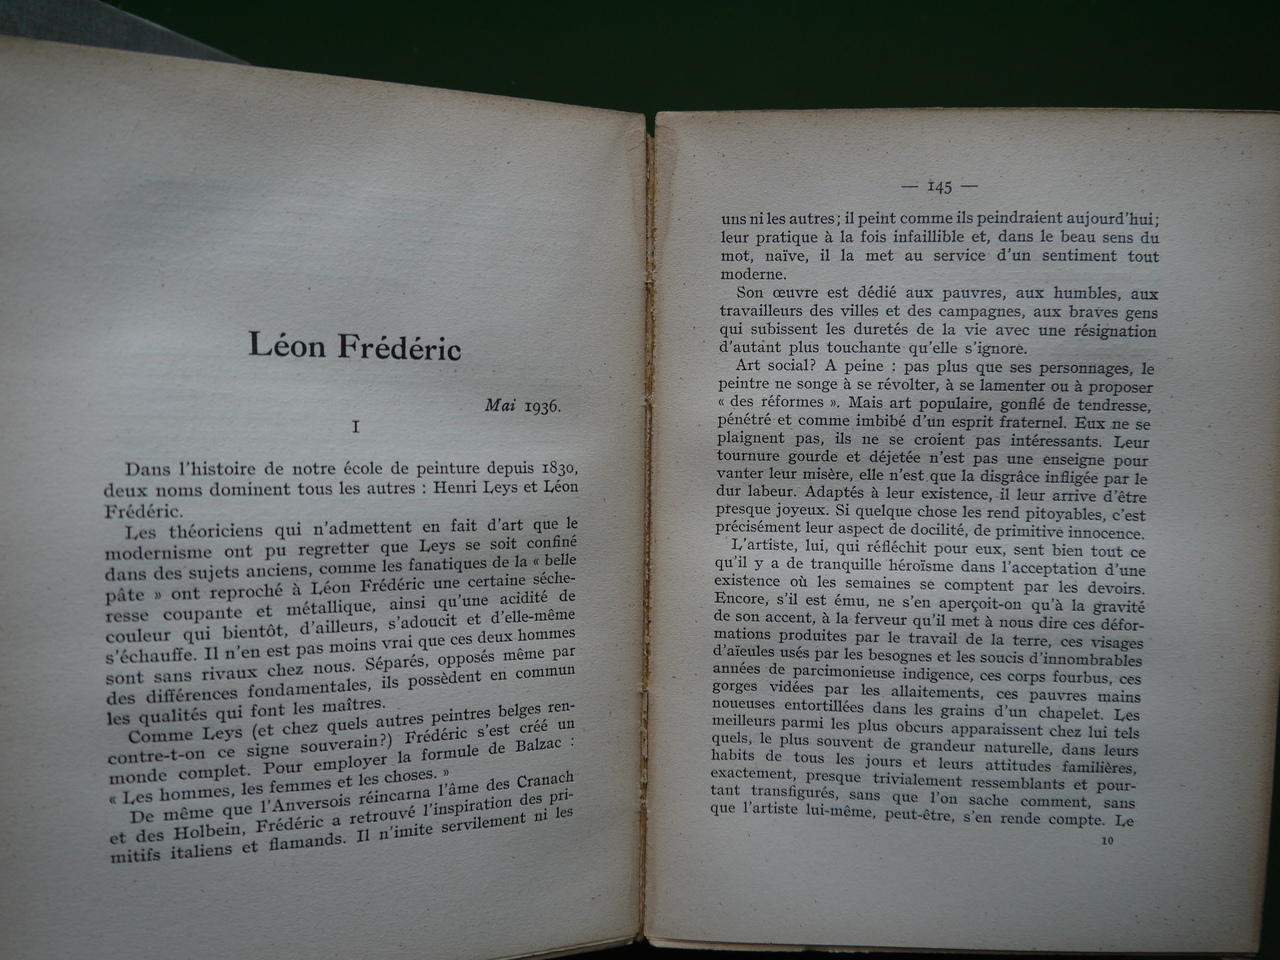 Léon Frédéric
Mai 1936.
I
Dans l'histoire de notre école de peinture depuis 1830,
deux noms dominent tous les autres : Henri Leys et Léon
Frédéric.
Les théoriciens qui n'admettent en fait d'art que le
modernisme ont pu regretter que Leys se soit confiné
dans des sujets anciens, comme les fanatiques de la « belle
pâte » ont reproché à Léon Frédéric une certaine séche-
resse coupante et métallique, ainsi qu'une acidité de
couleur qui bientôt, d'ailleurs, s'adoucit et d'elle-même
s'échauffe. Il n'en est pas moins vrai que ces deux hommes
sont sans rivaux chez nous. Séparés, opposés même par
des différences fondamentales, ils possèdent en commun
les qualités qui font les maîtres.
Comme Leys (et chez quels autres peintres belges ren-
contre-t-on ce signe souverain?) Frédéric s'est créé un
monde complet. Pour employer la formule de Balzac :
« Les hommes, les femmes et les choses. »
De même que l'Anversois réincarna l'âme des Cranach
et des Holbein, Frédéric a retrouvé l'inspiration des pri-
mitifs italiens et flamands. Il n'imite servilement ni les
— 145 —
uns ni les autres; il peint comme ils peindraient aujourd'hui;
leur pratique à la fois infaillible et, dans le beau sens du
mot, naïve, il la met au service d'un sentiment tout
moderne.
Son œuvre est dédié aux pauvres, aux humbles, aux
travailleurs des villes et des campagnes, aux braves gens
qui subissent les duretés de la vie avec une résignation
d'autant plus touchante qu'elle s'ignore.
Art social? A peine : pas plus que ses personnages, le
peintre ne songe à se révolter, à se lamenter ou à proposer
« des réformes ». Mais art populaire, gonflé de tendresse,
pénétré et comme imbibé d'un esprit fraternel. Eux ne se
plaignent pas, ils ne se croient pas intéressants. Leur
tournure gourde et déjetée n'est pas une enseigne pour
vanter leur misère, elle n'est que la disgrâce infligée par le
dur labeur. Adaptés à leur existence, il leur arrive d'être
presque joyeux. Si quelque chose les rend pitoyables, c'est
précisément leur aspect de docilité, de primitive innocence.
L'artiste, lui, qui réfléchit pour eux, sent bien tout ce
qu'il y a de tranquille héroïsme dans l'acceptation d'une
existence où les semaines se comptent par les devoirs.
Encore, s'il est ému, ne s'en aperçoit-on qu'à la gravité
de son accent, à la ferveur qu'il met à nous dire ces défor-
mations produites par le travail de la terre, ces visages
d'aïeules usés par les besognes et les soucis d'innombrables
années de parcimonieuse indigence, ces corps fourbus, ces
gorges vidées par les allaitements, ces pauvres mains
noueuses entortillées dans les grains d'un chapelet. Les
meilleurs parmi les plus obcurs apparaissent chez lui tels
quels, le plus souvent de grandeur naturelle, dans leurs
habits de tous les jours et leurs attitudes familières,
exactement, presque trivialement ressemblants et pour-
tant transfigurés, sans que l'on sache comment, sans
que l'artiste lui-même, peut-être, s'en rende compte. Le
10